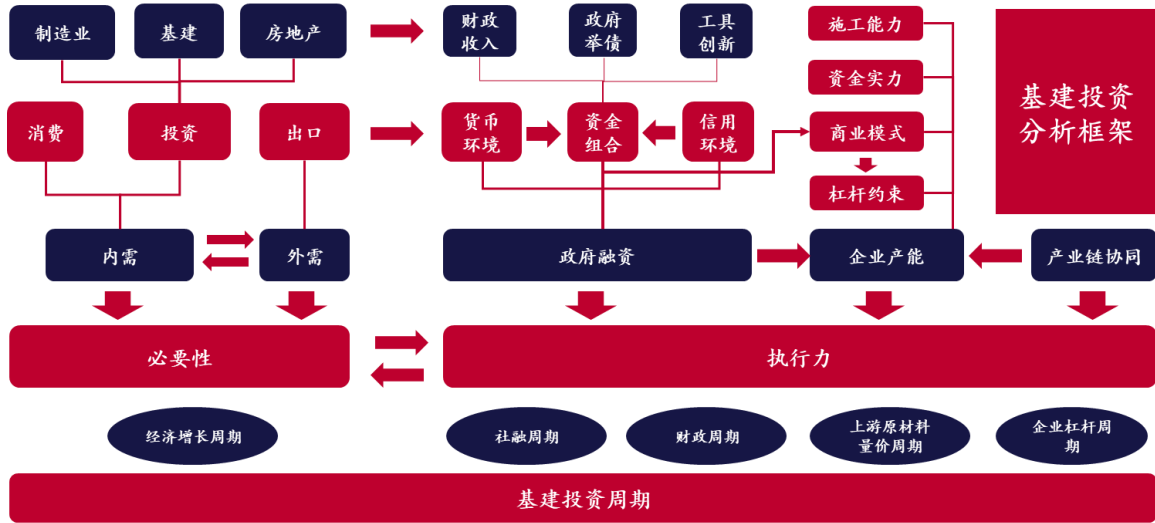 制造业
基建
房地产
财政
收入
政府
举债
工具
创新
施工能力
资金实力
基建投资
分析框架
消费
投资
出口
货币
环境
资金
组合
信用
环境
商业模式
杠杆约束
内需
外需
政府融资
企业产能
产业链协同
必要性
执行力
经济增长周期
社融周期
财政周期
上游原材料
量价周期
企业杠杆周
期
基建投资周期